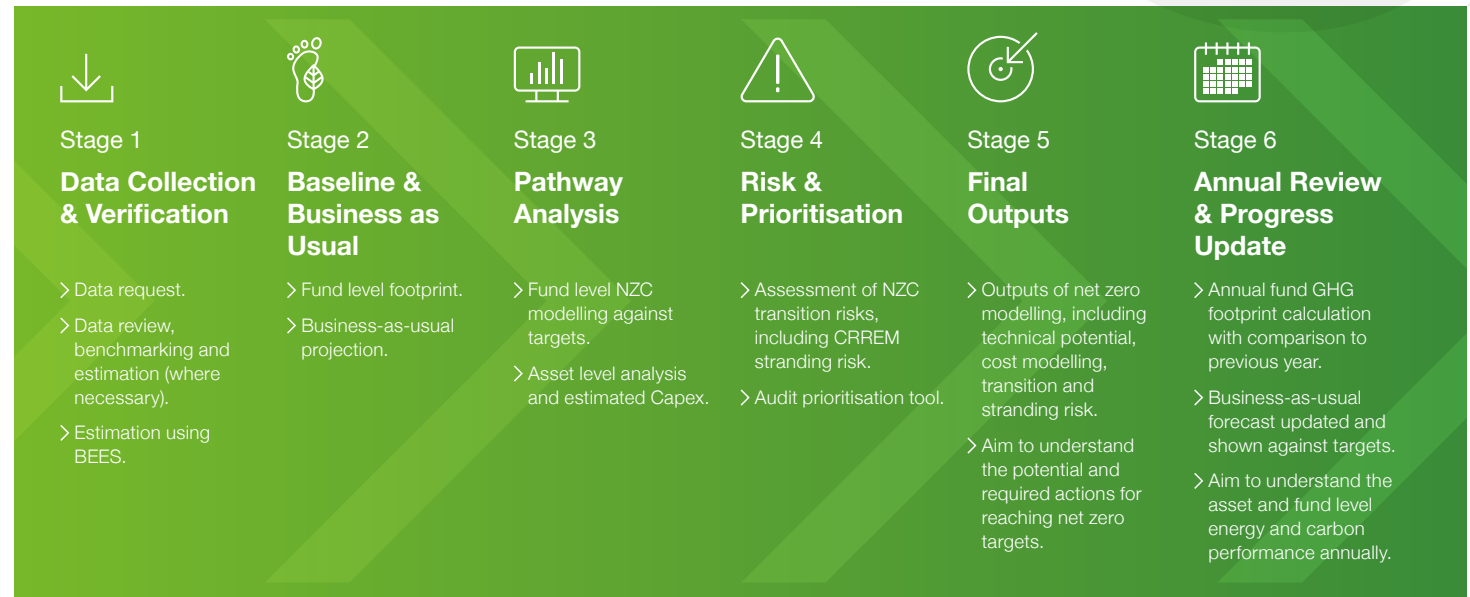 Stage 1
Data Collection
& Verification
> Data request.
> Data review,
benchmarking and
estimation (where
necessary).
> Estimation using
BEES.
Stage 2
Baseline &
Business as
Usual
> Fund level footprint.
> Business-as-usual
projection.
Stage 3
Pathway
Analysis
> Fund level NZC
modelling against
targets.
> Asset level analysis
and estimated Capex.
Stage 4
Risk &
Prioritisation
> Assessment of NZC
transition risks,
including CRREM
stranding risk.
> Audit prioritisation tool.
Stage 5
Final
Outputs
> Outputs of net zero
modelling, including
technical potential,
cost modelling,
transition and
stranding risk.
> Aim to understand
the potential and
required actions for
reaching net zero
targets.
Stage 6
Annual Review
& Progress
Update
> Annual fund GHG
footprint calculation
with comparison to
previous year.
> Business-as-usual
forecast updated and
shown against targets.
> Aim to understand the
asset and fund level
energy and carbon
performance annually.